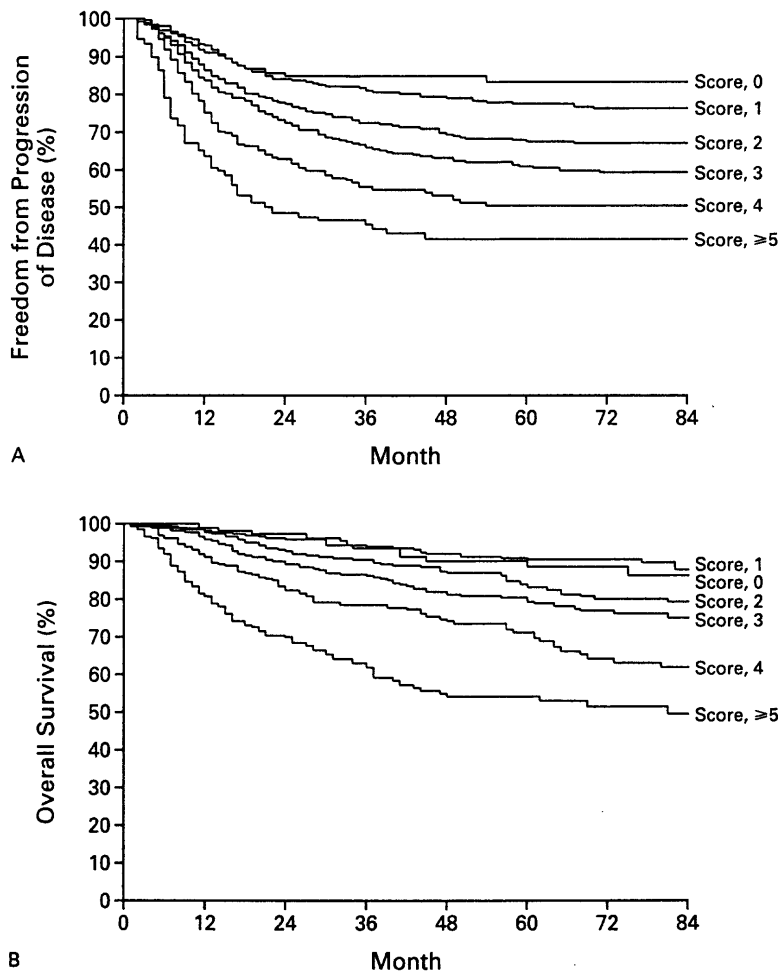 Freedom from Progression
of Disease (%)
100
90
80
70
60
50
40
30
20
10
0
Score, 0
Score, 1
Score, 2
Score, 3
Score, 4
Score, ≥5
0 12 24 36 48 60 72 84
A
Month
Overall Survival (%)
100
90
80
70
60
50
40
30
20
10
0
Score, 1
Score, 0
Score, 2
Score, 3
Score, 4
Score, ≥5
0 12 24 36 48 60 72 84
B
Month